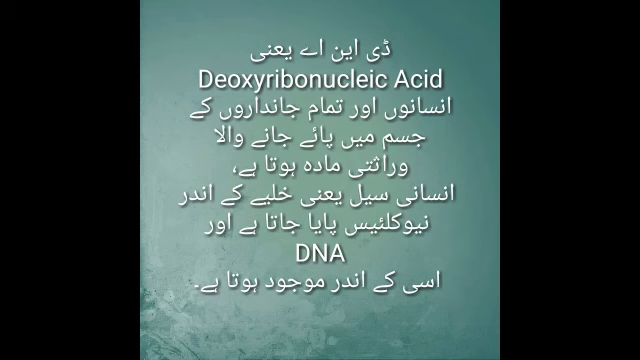 ڈی این اے یعنی
Deoxyribonucleic Acid
انسانوں اور تمام جانداروں کے
جسم میں پائے جانے والا
وراثتی مادہ ہوتا ہے،
انسانی سیل یعنی خلیے کے اندر
نیوکلئیس پایا جاتا ہے اور
DNA
اسی کے اندر موجود ہوتا ہے۔